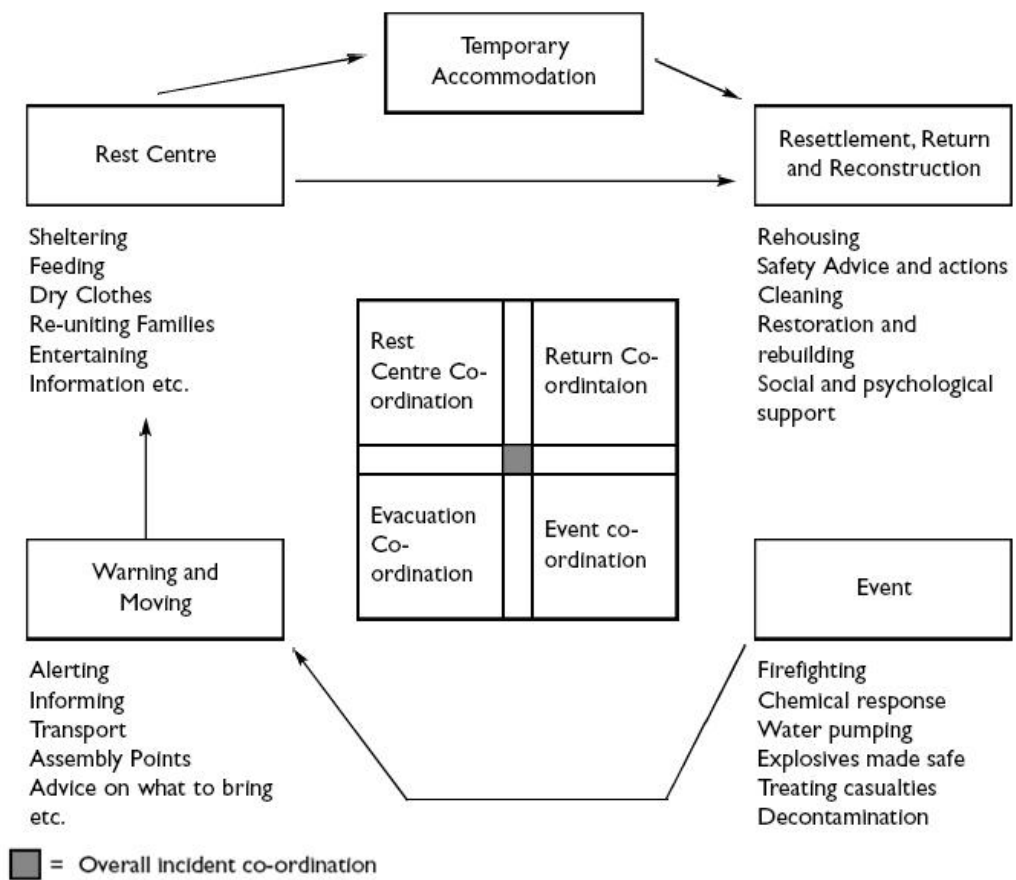 Temporary
Accommodation
Rest Centre
Resettlement, Return
and Reconstruction
Sheltering
Feeding
Dry Clothes
Re-uniting Families
Entertaining
Information etc.
Rehousing
Safety Advice and actions
Cleaning
Restoration and
rebuilding
Social and psychological
support
Rest
Centre Co-
ordination
Return Co-
ordintaion
Evacuation
Co-
ordination
Event co-
ordination
Warning and
Moving
Event
Alerting
Informing
Transport
Assembly Points
Advice on what to bring
etc.
Firefighting
Chemical response
Water pumping
Explosives made safe
Treating casualties
Decontamination
= Overall incident co-ordination